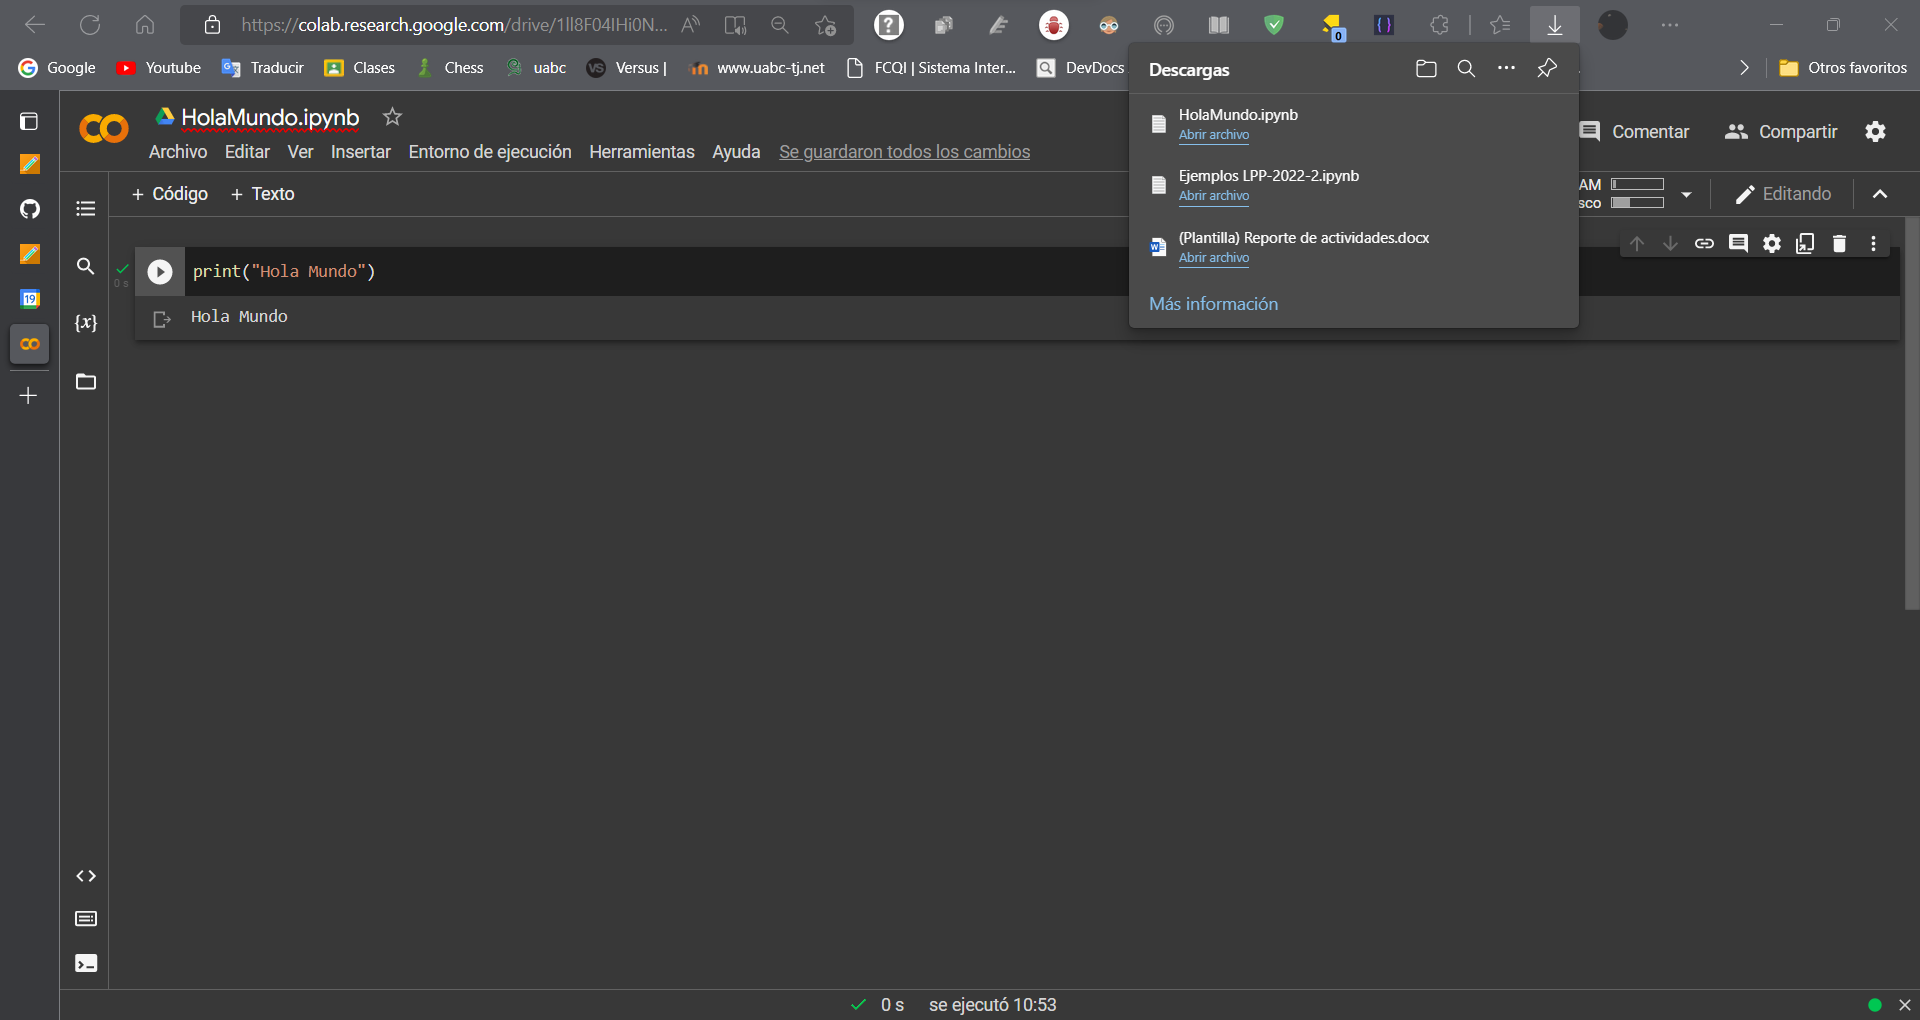 https://colab.research.google.com/drive/1Il8F04IHi0N...
0
Google Youtube Traducir Clases Chess uabc Versus | www.uabc-tj.net FCQI | Sistema Inter... DevDocs
Otros favoritos
Descargas
HolaMundo.ipynb
Abrir archivo
Ejemplos LPP-2022-2.ipynb
Abrir archivo
(Plantilla) Reporte de actividades.docx
Abrir archivo
Más información
HolaMundo.ipynb
Comentar Compartir
Archivo Editar Ver Insertar Entorno de ejecución Herramientas Ayuda Se guardaron todos los cambios
+ Código + Texto
AM
sco
Editando
19
{x}
0 s
print("Hola Mundo")
Hola Mundo
0 s se ejecutó 10:53